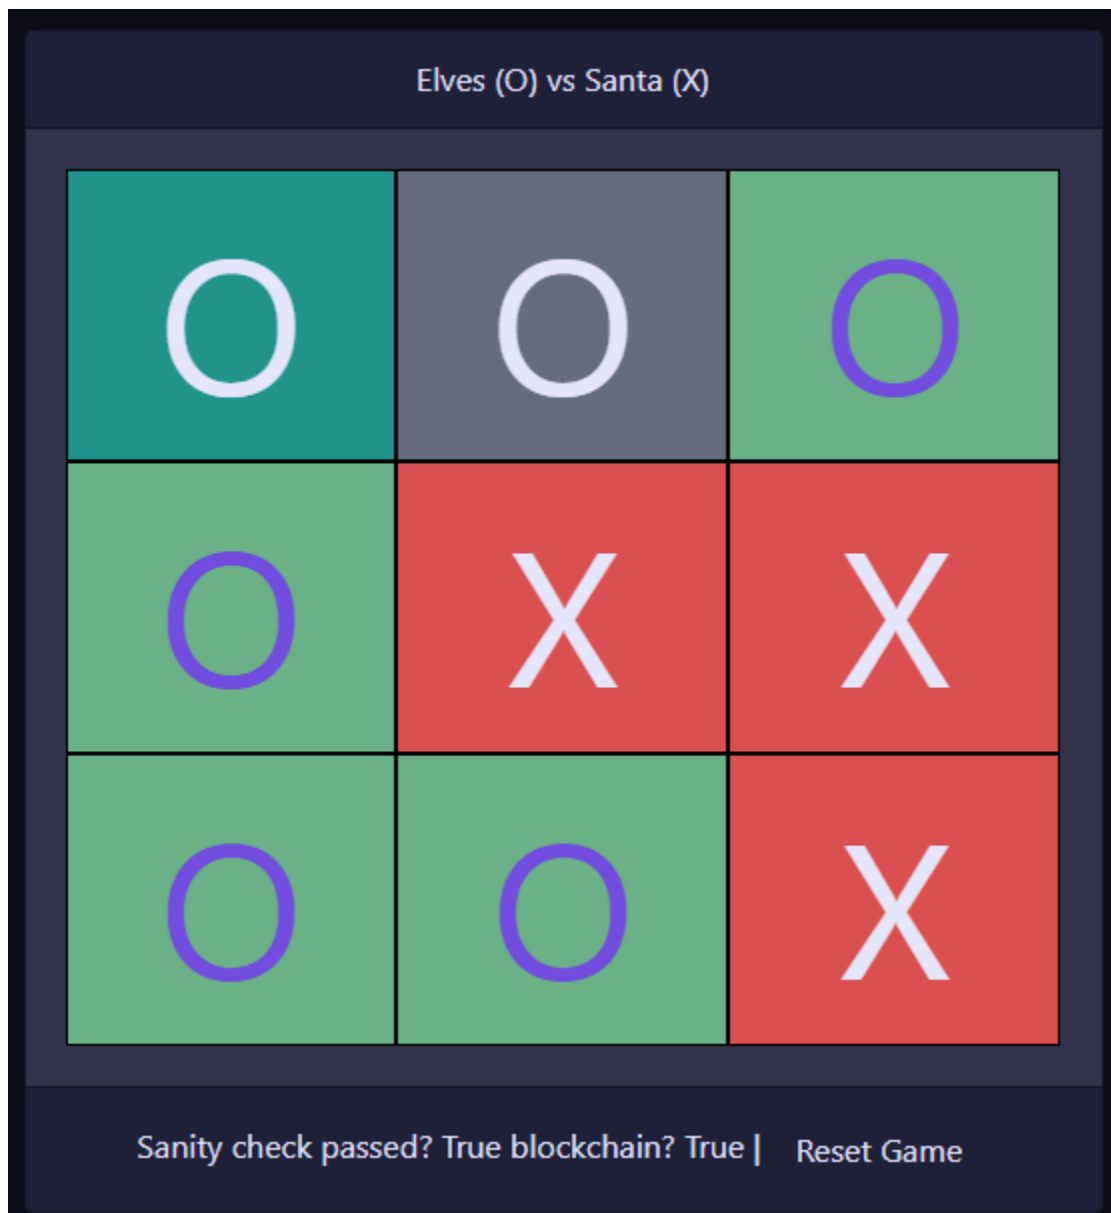 Elves (O) vs Santa (X)
O O O
O X X
O O X
Sanity check passed? True blockchain? True | Reset Game